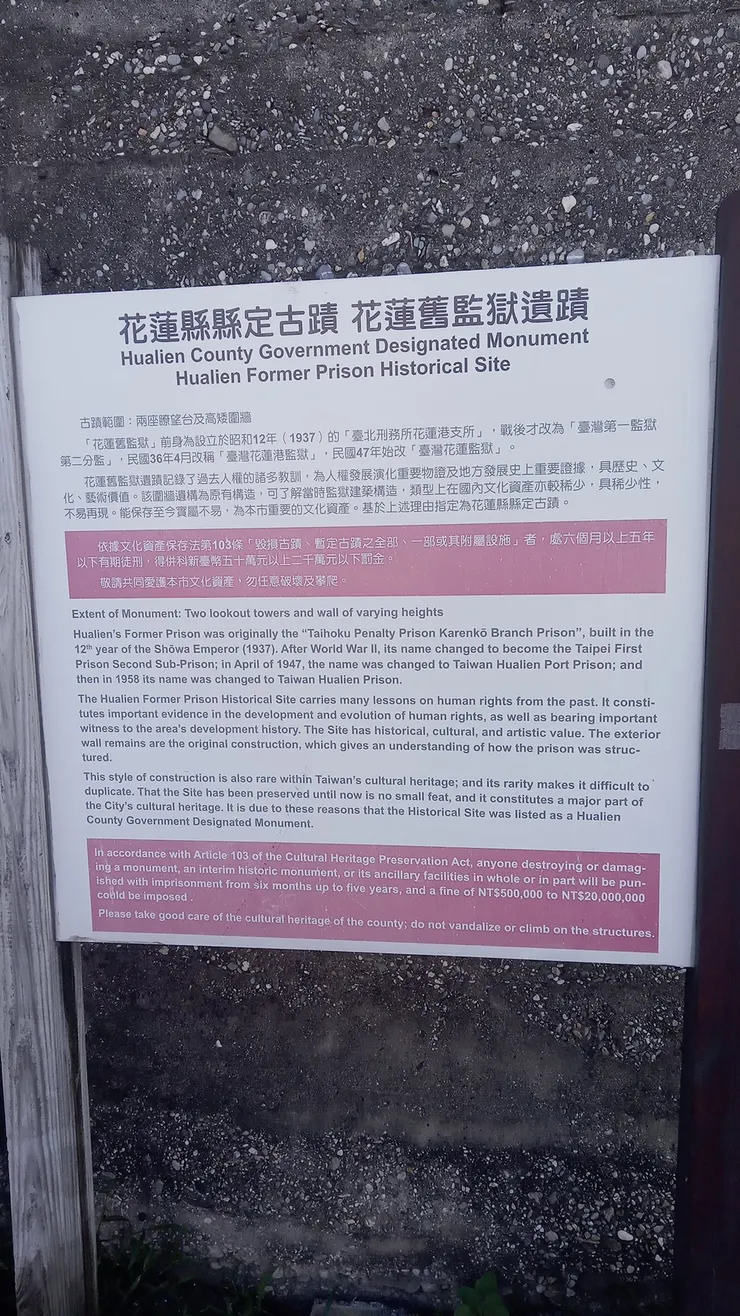 花蓮縣縣定古蹟 花蓮舊監獄遺蹟
Hualien County Government Designated Monument
Hualien Former Prison Historical Site
古蹟範圍：兩座瞭望台及高矮圍牆
「花蓮舊監獄」前身為設立於昭和12年（1937）的「臺北刑務所花蓮港支所」，戰後才改為「臺灣第一監獄
第二分監」，民國36年4月改稱「臺灣花蓮港監獄」，民國47年始改「臺灣花蓮監獄」。
花蓮舊監獄遺蹟記錄了過去人權的諸多教訓，為人權發展演化重要物證及地方發展史上重要證據，具歷史、文
化、藝術價值。該圍牆遺構為原有構造，可了解當時監獄建築構造，類型上在國內文化資產亦較稀少，具稀少性，
不易再現。能保存至今實屬不易，為本市重要的文化資產。基於上述理由指定為花蓮縣縣定古蹟。
依據文化資產保存法第103條「毀損古蹟、暫定古蹟之全部、一部或其附屬設施」者，處六個月以上五年
以下有期徒刑，得併科新臺幣五十萬元以上二千萬元以下罰金。
敬請共同愛護本市文化資產，勿任意破壞及攀爬。
Extent of Monument: Two lookout towers and wall of varying heights
Hualien's Former Prison was originally the “Taihoku Penalty Prison Karenkō Branch Prison”, built in the
12th year of the Shōwa Emperor (1937). After World War II, its name changed to become the Taipei First
Prison Second Sub-Prison; in April of 1947, the name was changed to Taiwan Hualien Port Prison; and
then in 1958 its name was changed to Taiwan Hualien Prison.
The Hualien Former Prison Historical Site carries many lessons on human rights from the past. It consti-
tutes important evidence in the development and evolution of human rights, as well as bearing important
witness to the area's development history. The Site has historical, cultural, and artistic value. The exterior
wall remains are the original construction, which gives an understanding of how the prison was struc-
tured.
This style of construction is also rare within Taiwan's cultural heritage; and its rarity makes it difficult to
duplicate. That the Site has been preserved until now is no small feat, and it constitutes a major part of
the City's cultural heritage. It is due to these reasons that the Historical Site was listed as a Hualien
County Government Designated Monument.
In accordance with Article 103 of the Cultural Heritage Preservation Act, anyone destroying or damag-
ing a monument, an interim historic monument, or its ancillary facilities in whole or in part will be pun-
ished with imprisonment from six months up to five years, and a fine of NT$500,000 to NT$20,000,000
could be imposed .
Please take good care of the cultural heritage of the county; do not vandalize or climb on the structures.